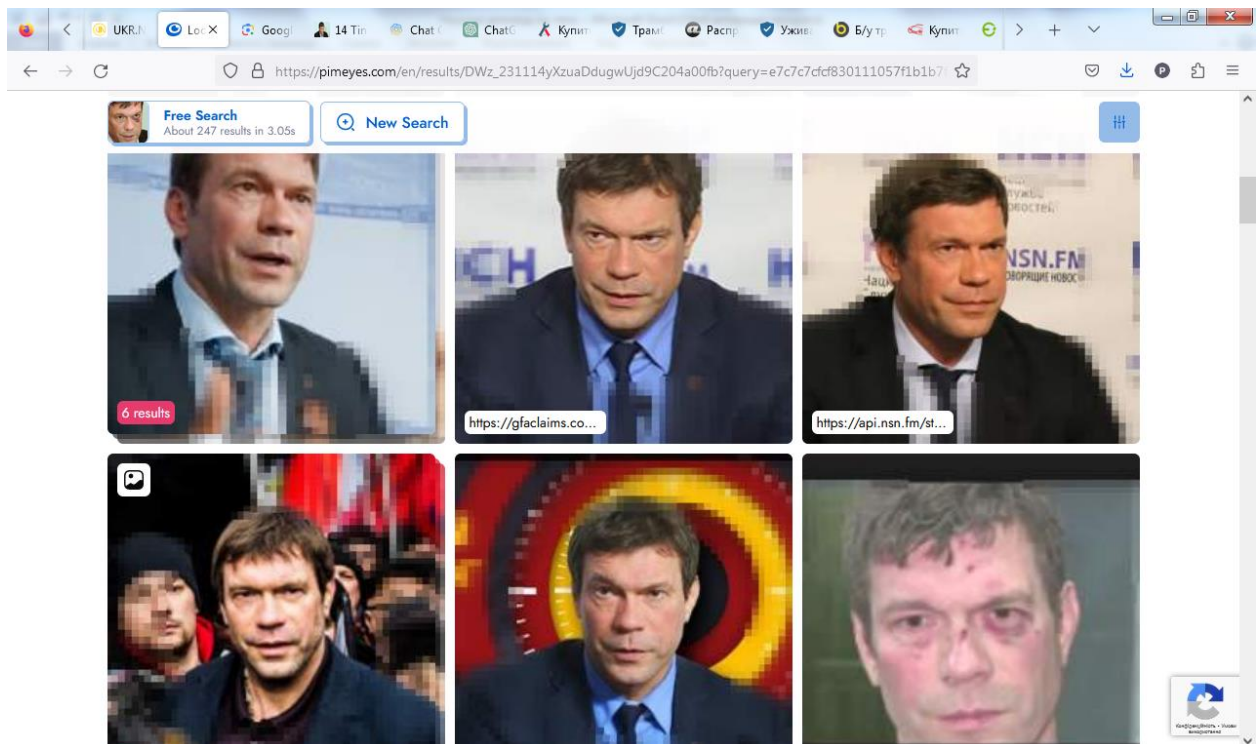 UKR.N
Loc
Googl
14 Tin
Chat
ChatG
Купит
Трам
Распр
Ужив
Б/у тр
Купит
https://pimeyes.com/en/results/DWz_231114yXzuaDdugwUjd9C204a00fb?query=
Free Search
About 247 results in 3.05s
New Search
НСН
NSN.FM
6 results
https://gfaclaims.co...
https://api.nsn.fm/st...